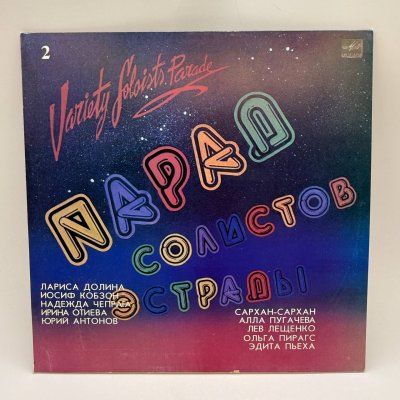 2
Variety Soloists Parade
ПАРАД
СОЛИСТОВ
ЭСТРАДЫ
ЛАРИСА ДОЛИНА
ИОСИФ КОБЗОН
НАДЕЖДА ЧЕПРАГА
ИРИНА ОТИЕВА
ЮРИЙ АНТОНОВ
САРХАН-САРХАН
АЛЛА ПУГАЧЕВА
ЛЕВ ЛЕЩЕНКО
ОЛЬГА ПИРАГС
ЭДИТА ПЬЕХА